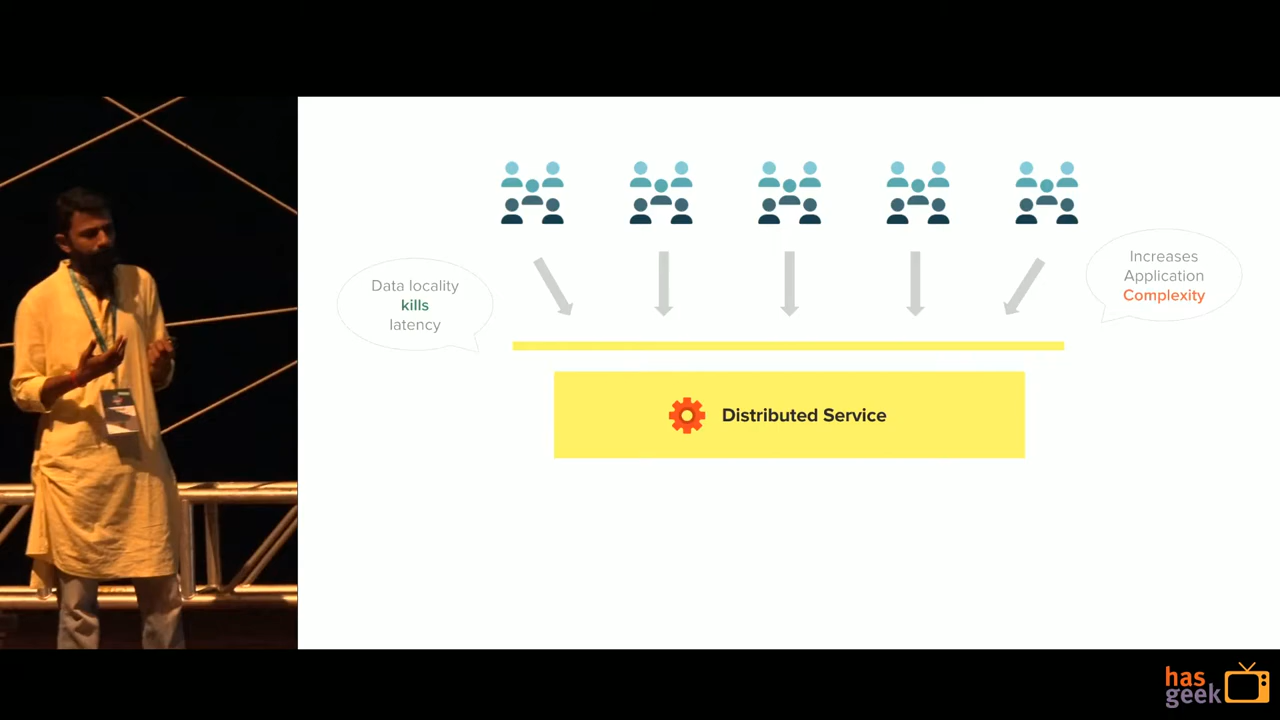 Data locality
kills
latency
Increases
Application
Complexity
Distributed Service
has
geek